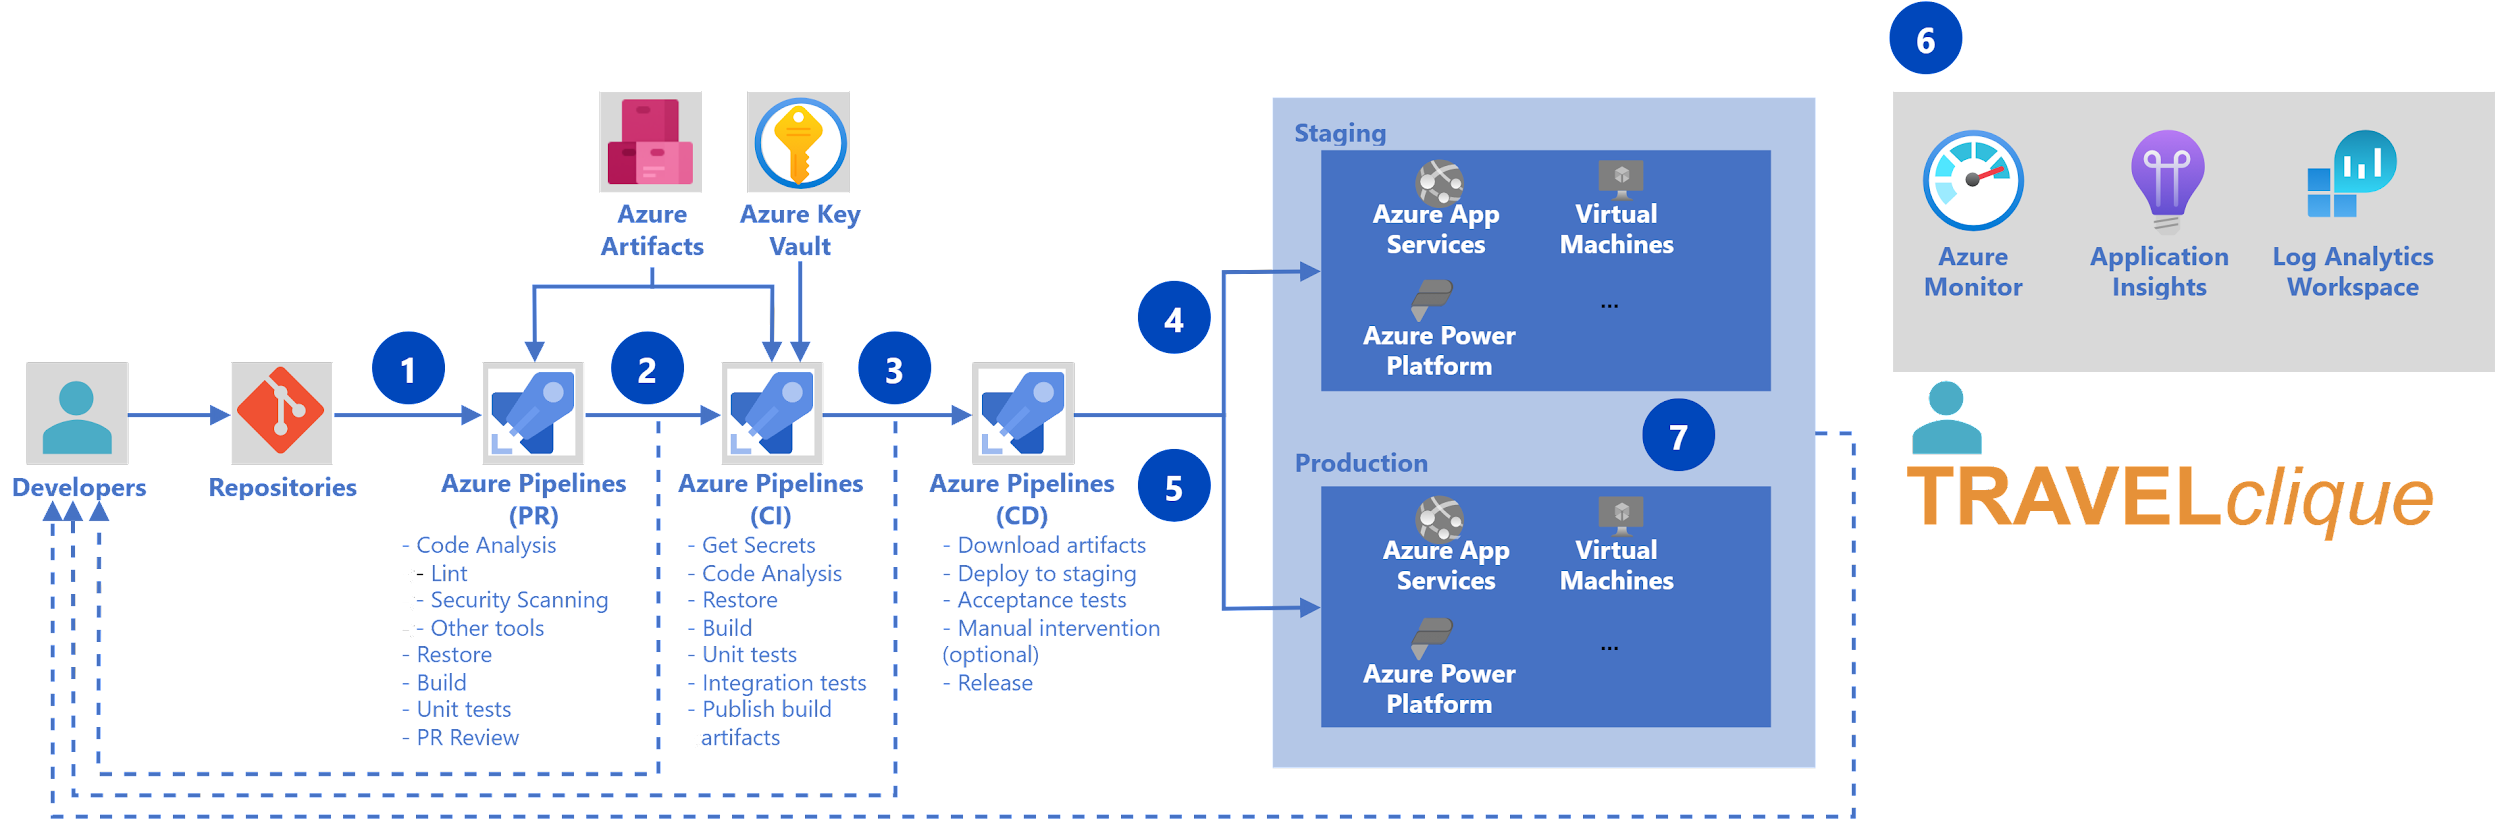 6
Staging
Azure App
Services
Virtual
Machines
Azure Power
Platform
...
Azure
Monitor
Application
Insights
Log Analytics
Workspace
Azure
Artifacts
Azure Key
Vault
1
2
3
4
5
7
Developers
Repositories
Azure Pipelines
(PR)
- Code Analysis
- Lint
- Security Scanning
- Other tools
- Restore
- Build
- Unit tests
- PR Review
Azure Pipelines
(CI)
- Get Secrets
- Code Analysis
- Restore
- Build
- Unit tests
- Integration tests
- Publish build
artifacts
Azure Pipelines
(CD)
- Download artifacts
- Deploy to staging
- Acceptance tests
- Manual intervention
(optional)
- Release
Production
Azure App
Services
Virtual
Machines
Azure Power
Platform
...
TRAVELclique